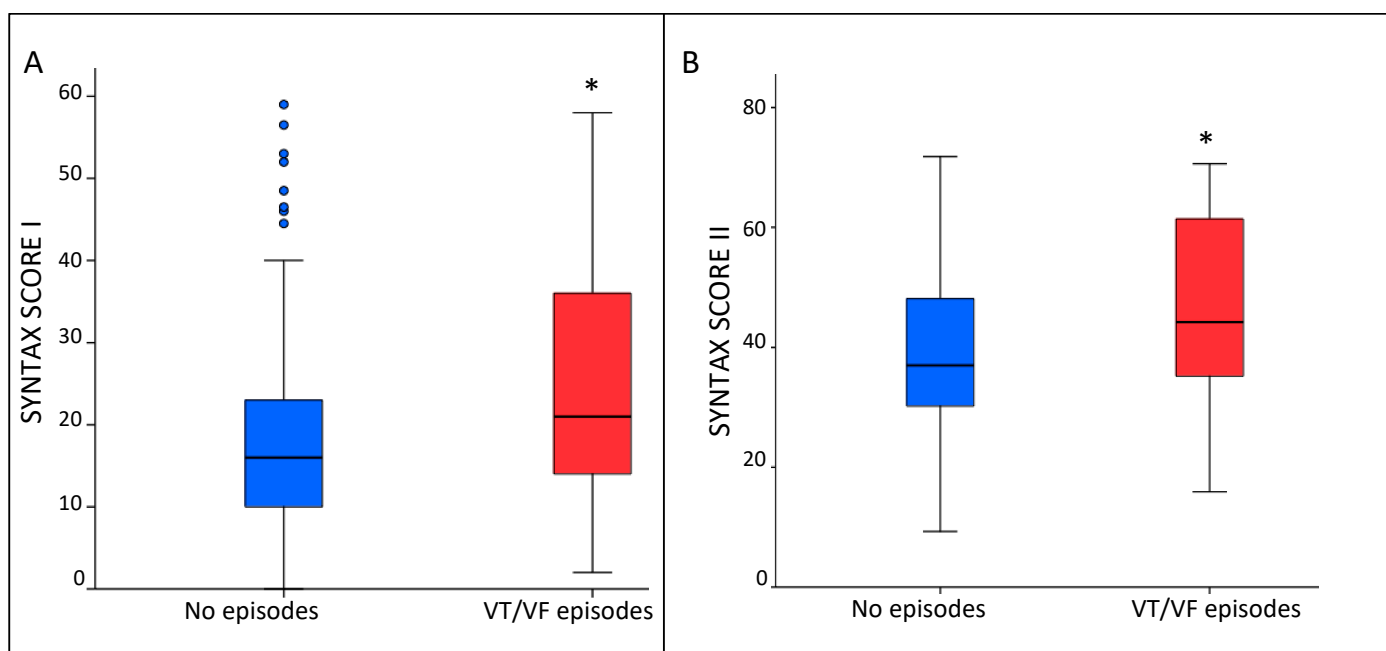 A
SYNTAX SCORE I
60
50
40
30
20
10
0
*
No episodes
VT/VF episodes
B
SYNTAX SCORE II
80
60
40
20
0
*
No episodes
VT/VF episodes